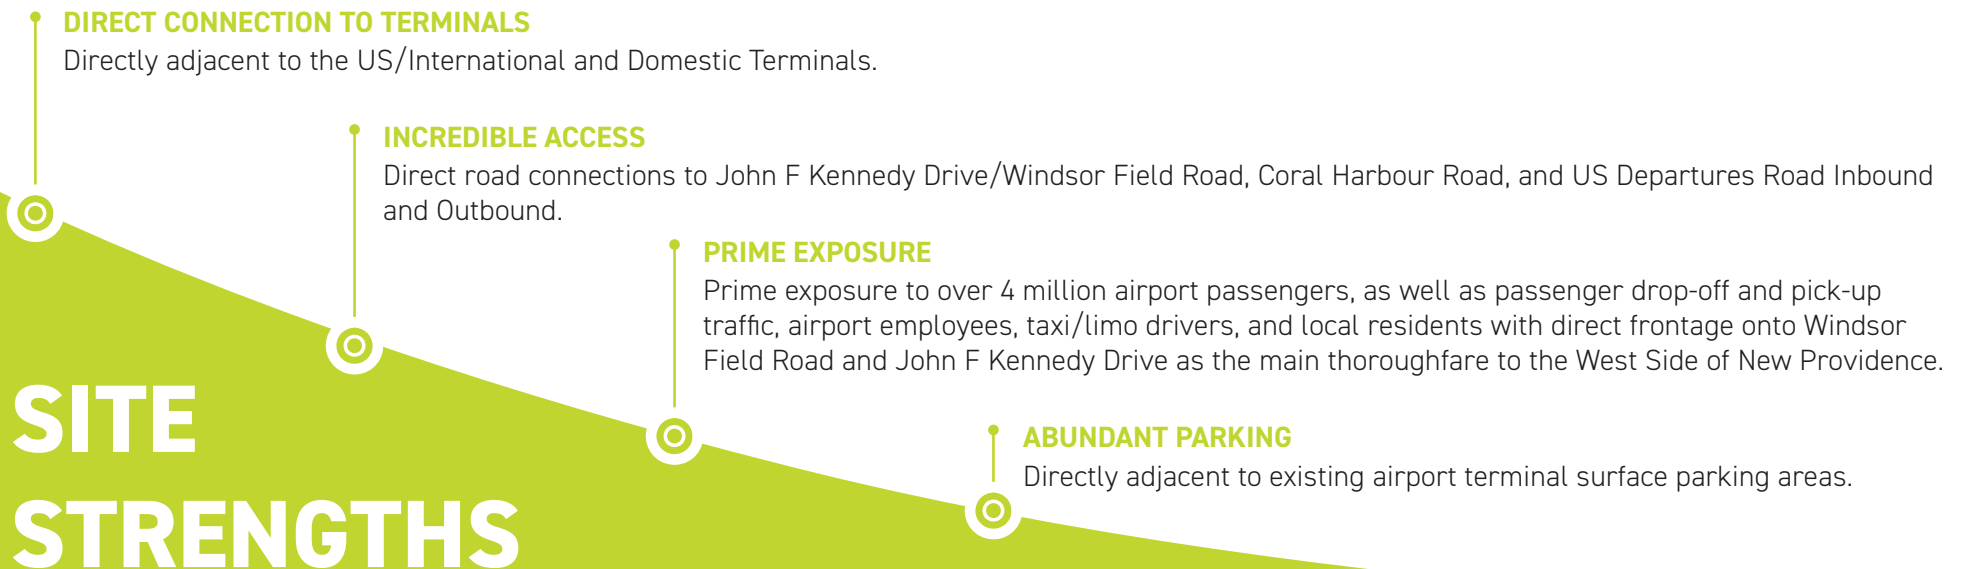 DIRECT CONNECTION TO TERMINALS
Directly adjacent to the US/International and Domestic Terminals.
INCREDIBLE ACCESS
Direct road connections to John F Kennedy Drive/Windsor Field Road, Coral Harbour Road, and US Departures Road Inbound
and Outbound.
PRIME EXPOSURE
Prime exposure to over 4 million airport passengers, as well as passenger drop-off and pick-up
traffic, airport employees, taxi/limo drivers, and local residents with direct frontage onto Windsor
Field Road and John F Kennedy Drive as the main thoroughfare to the West Side of New Providence.
ABUNDANT PARKING
Directly adjacent to existing airport terminal surface parking areas.
SITE
STRENGTHS